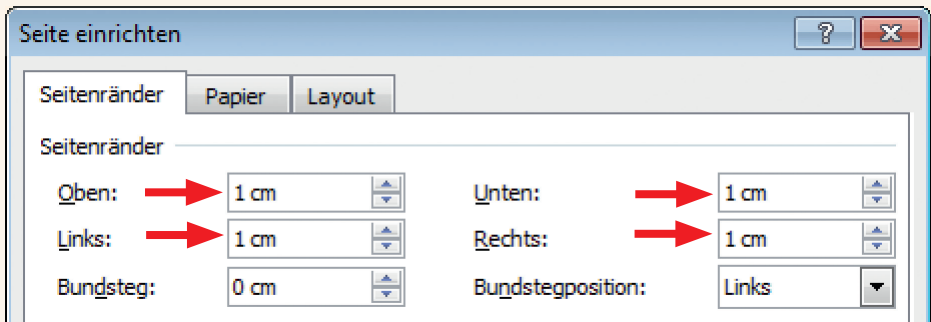 Seite einrichten ?
Seitenränder Papier Layout
Seitenränder
Oben: 1 cm Unten: 1 cm
Links: 1 cm Rechts: 1 cm
Bundsteg: 0 cm Bundstegposition: Links